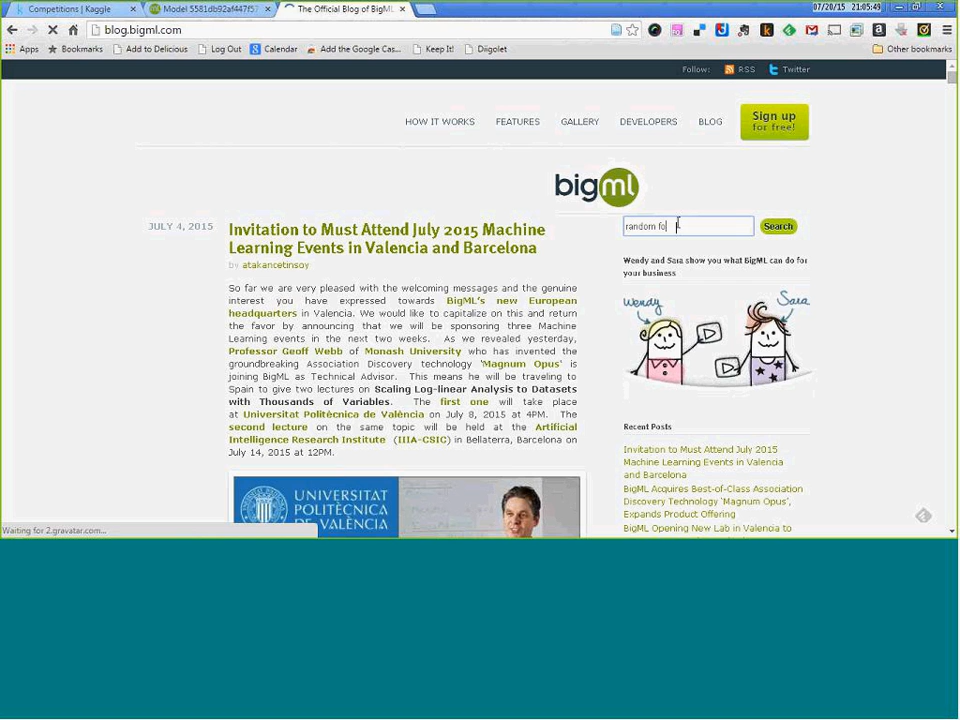 Competitions | Kaggle
Model 5581db92af447f57
The Official Blog of BigML
07/20/15 21:05:49
blog.bigml.com
Apps
Bookmarks
Add to Delicious
Log Out
Calendar
Add the Google Cas...
Keep It!
Diigolet
Other bookmarks
Follow: RSS Twitter
HOW IT WORKS FEATURES GALLERY DEVELOPERS BLOG
Sign up
for free!
bigml
random fo
Search
JULY 4, 2015
Invitation to Must Attend July 2015 Machine
Learning Events in Valencia and Barcelona
by atakancetinsoy
So far we are very pleased with the welcoming messages and the genuine
interest you have expressed towards BigML's new European
headquarters in Valencia. We would like to capitalize on this and return
the favor by announcing that we will be sponsoring three Machine
Learning events in the next two weeks. As we revealed yesterday,
Professor Geoff Webb of Monash University who has invented the
groundbreaking Association Discovery technology 'Magnum Opus' is
joining BigML as Technical Advisor. This means he will be traveling to
Spain to give two lectures on Scaling Log-linear Analysis to Datasets
with Thousands of Variables. The first one will take place
at Universitat Politècnica de València on July 8, 2015 at 4PM. The
second lecture on the same topic will be held at the Artificial
Intelligence Research Institute (IIIA-CSIC) in Bellaterra, Barcelona on
July 14, 2015 at 12PM.
UNIVERSITAT
POLITÈCNICA
DE VALÈNCIA
Wendy and Sara show you what BigML can do for
your business
Wendy
Sara
Recent Posts
Invitation to Must Attend July 2015
Machine Learning Events in Valencia
and Barcelona
BigML Acquires Best-of-Class Association
Discovery Technology 'Magnum Opus',
Expands Product Offering
BigML Opening New Lab in Valencia to
Waiting for 2.gravatar.com...